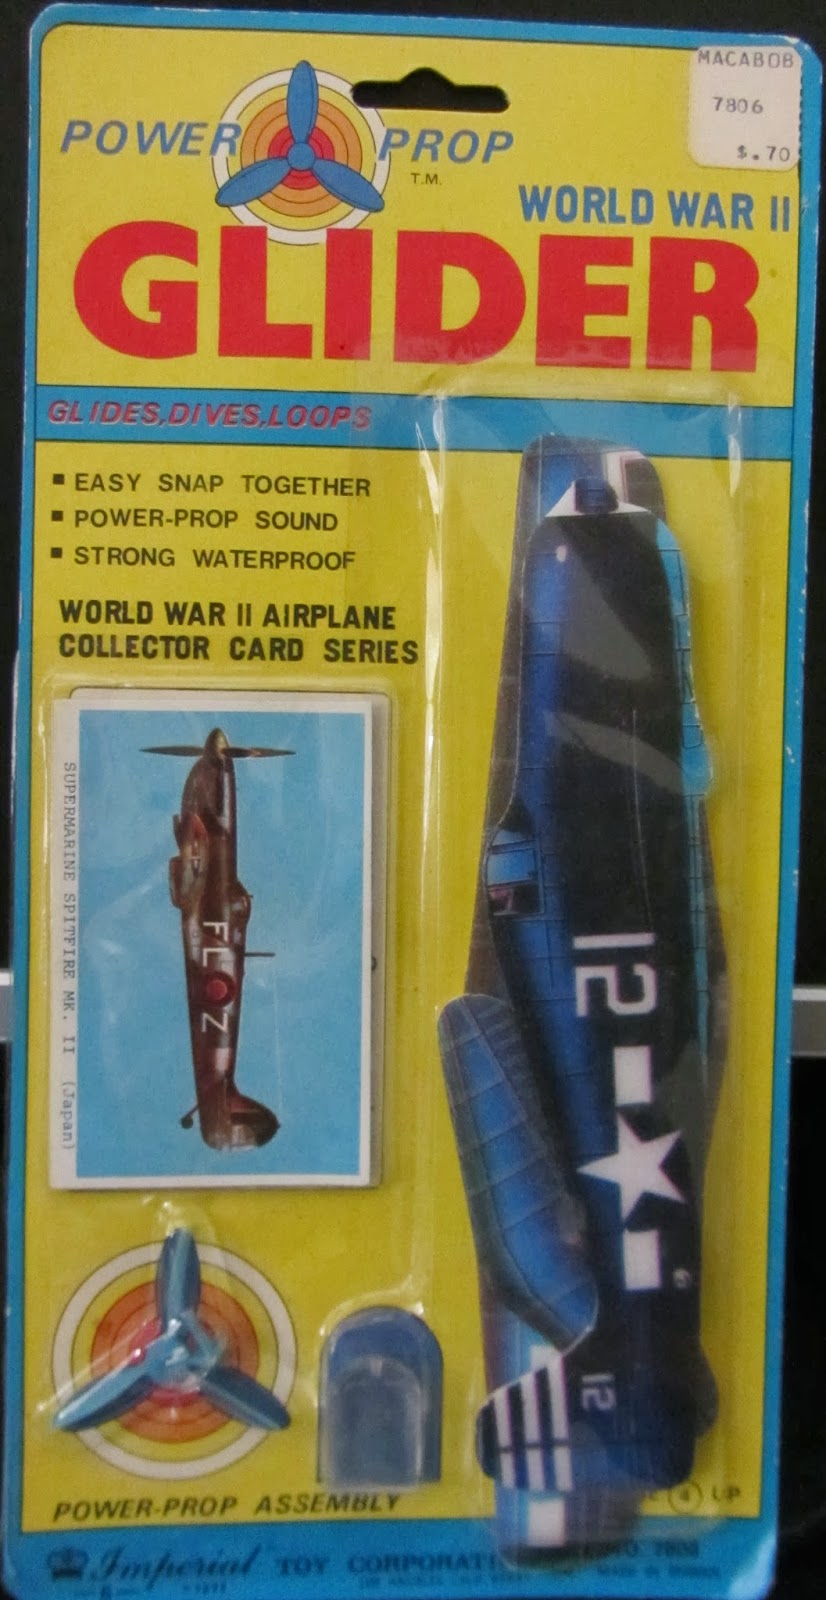 MACABOB
7806
$.70
POWER PROP
T.M.
WORLD WAR II
GLIDER
GLIDES,DIVES,LOOPS
▪ EASY SNAP TOGETHER
▪ POWER-PROP SOUND
▪ STRONG WATERPROOF
WORLD WAR II AIRPLANE
COLLECTOR CARD SERIES
SUPERMARINE SPITFIRE MK. II (Japan)
FL Z
12
12
POWER-PROP ASSEMBLY
4 UP
Imperial TOY CORPORATI